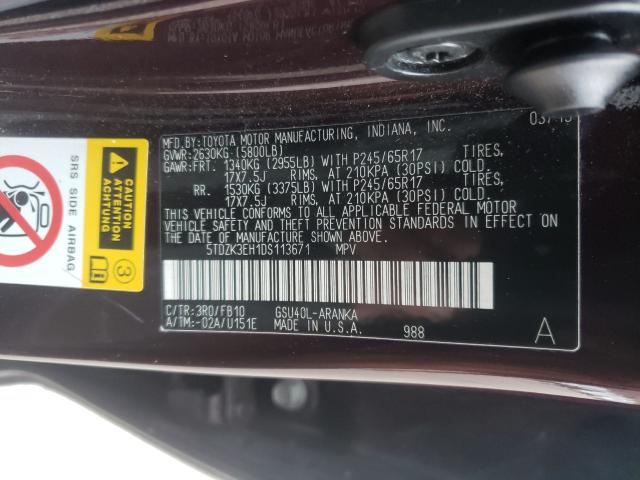 MFD.BY:TOYOTA MOTOR MANUFACTURING, INDIANA, INC.
GVWR:2630KG (5800LB)
GAWR:FRT. 1340KG (2955LB) WITH P245/65R17 TIRES,
17X7.5J RIMS, AT 210KPA (30PSI) COLD.
RR. 1530KG (3375LB) WITH P245/65R17 TIRES,
17X7.5J RIMS, AT 210KPA (30PSI) COLD.
THIS VEHICLE CONFORMS TO ALL APPLICABLE FEDERAL MOTOR
VEHICLE SAFETY AND THEFT PREVENTION STANDARDS IN EFFECT ON
THE DATE OF MANUFACTURE SHOWN ABOVE.
5TDZK3EH1DS113671 MPV
C/TR:3R0/FB10 GSU40L-ARANKA
A/TM:-02A/U151E MADE IN U.S.A. 988 A
SRS SIDE AIRBAG
CAUTION
ACHTUNG
ATTENTION
3